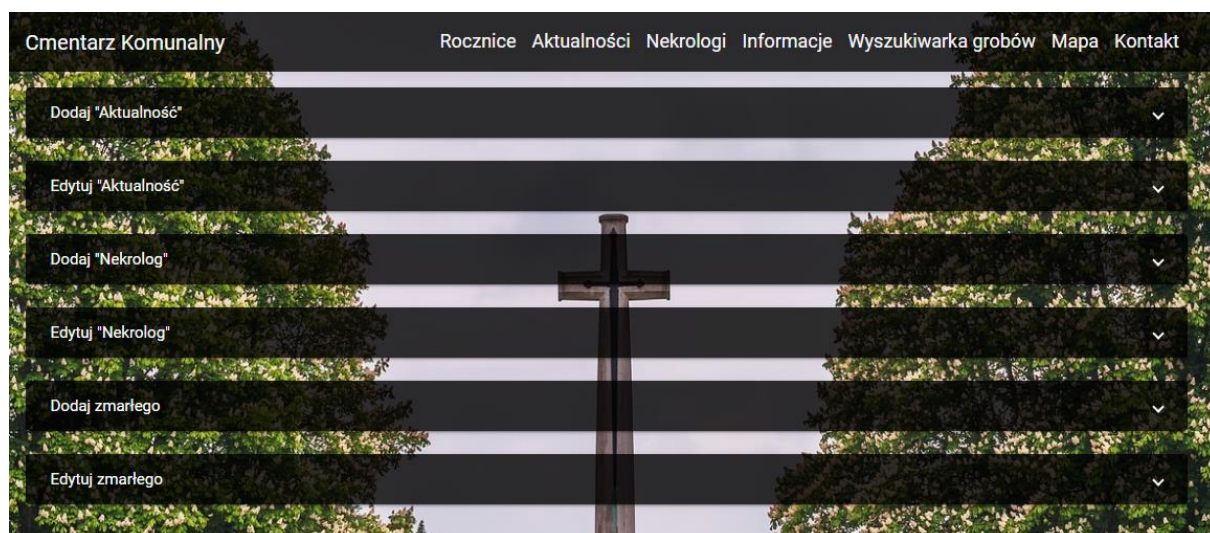 Cmentarz Komunalny Rocznice Aktualności Nekrologi Informacje Wyszukiwarka grobów Mapa Kontakt
Dodaj "Aktualność"
Edytuj "Aktualność"
Dodaj "Nekrolog"
Edytuj "Nekrolog"
Dodaj zmarłego
Edytuj zmarłego